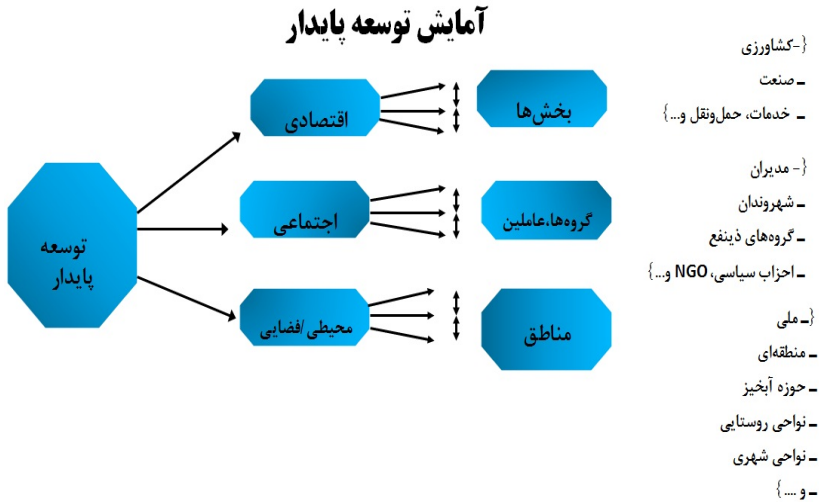 آمایش توسعه پایدار
توسعه
پایدار
اقتصادی
اجتماعی
محیطی/فضایی
بخش‌ها
گروه‌ها،عاملین
مناطق
{-کشاورزی
ـ صنعت
ـ خدمات، حمل‌ونقل و...}
{- مدیران
ـ شهروندان
ـ گروه‌های ذینفع
ـ احزاب سیاسی، NGO و...}
{ـ ملی
ـ منطقه‌ای
ـ حوزه آبخیز
ـ نواحی روستایی
ـ نواحی شهری
ـ و .... }